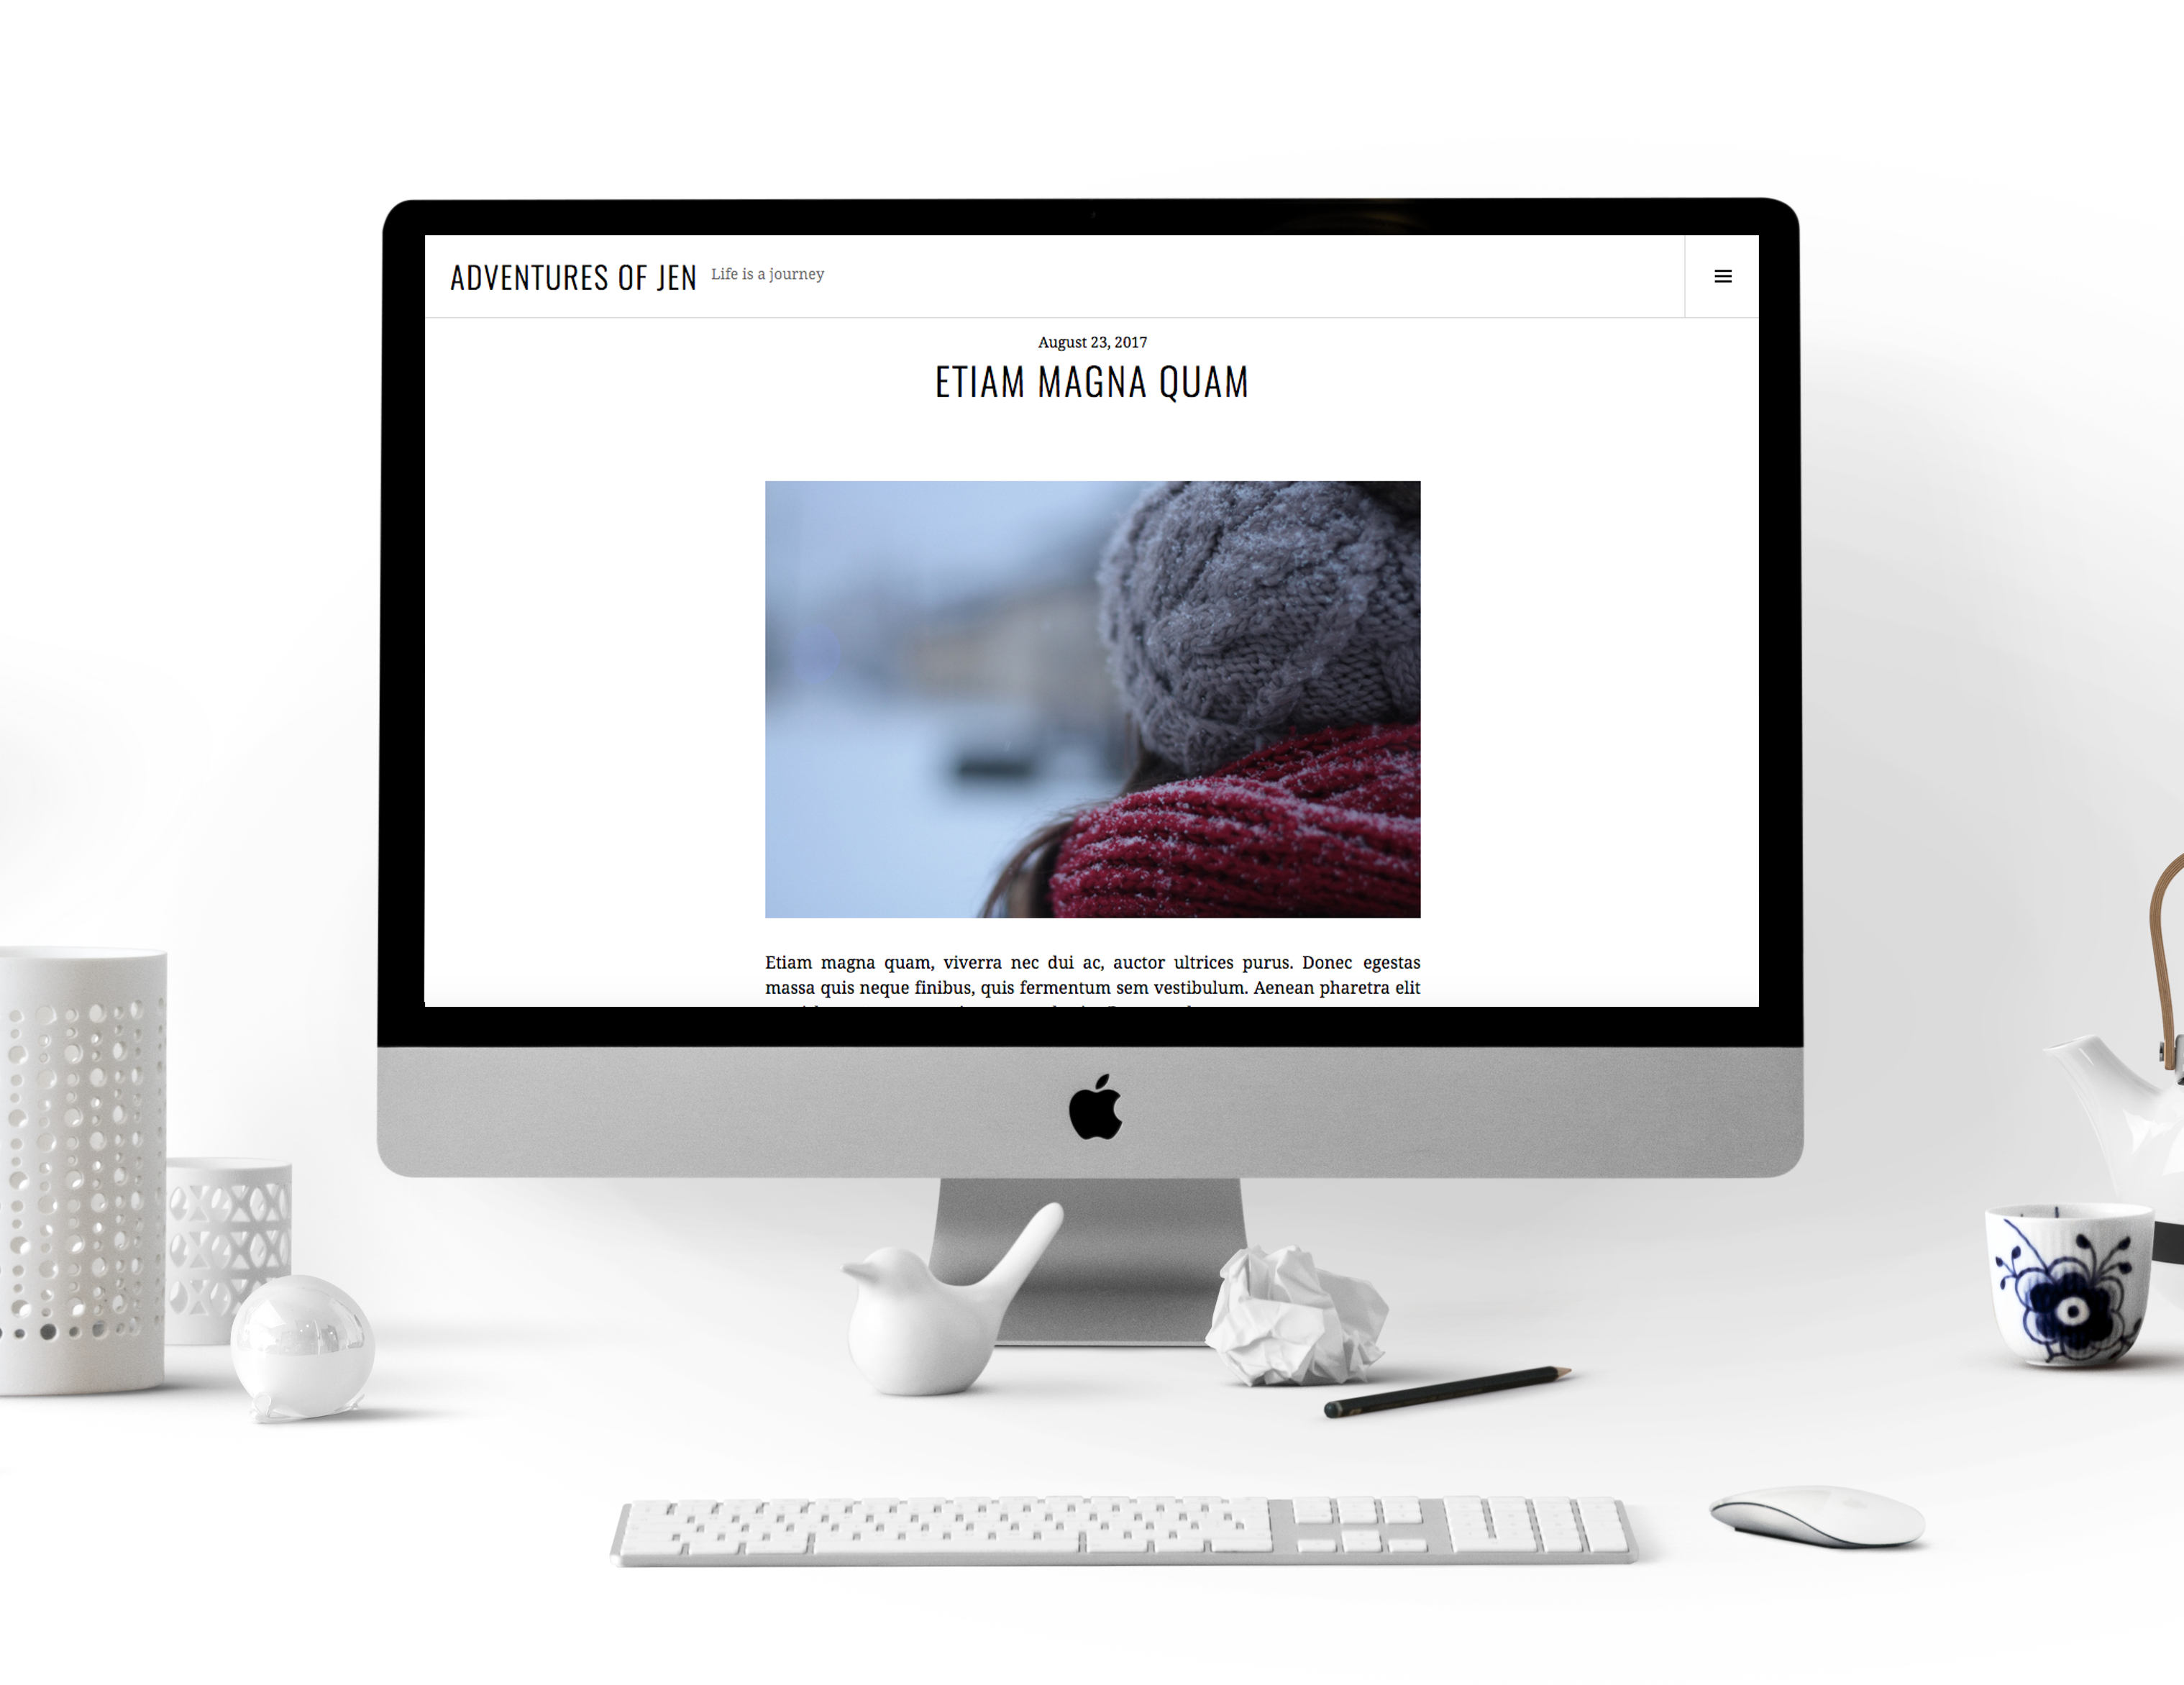 ADVENTURES OF JEN Life is a journey
August 23, 2017
ETIAM MAGNA QUAM
Etiam magna quam, viverra nec dui ac, auctor ultrices purus. Donec egestas
massa quis neque finibus, quis fermentum sem vestibulum. Aenean pharetra elit